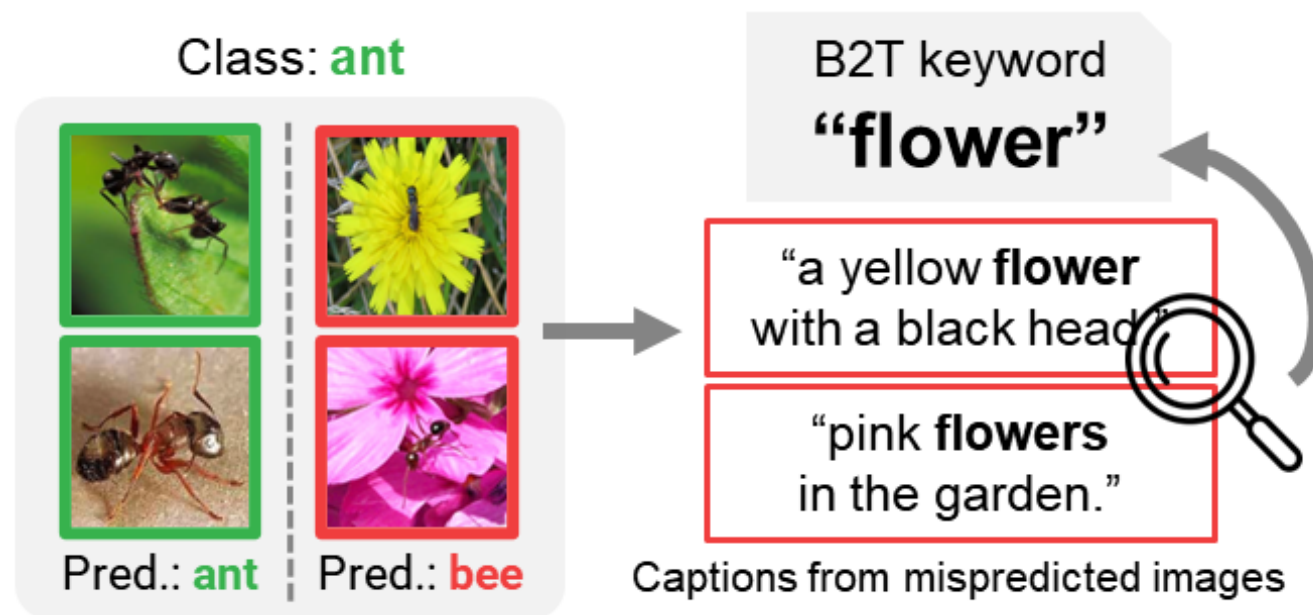 Class: ant
Pred.: ant
Pred.: bee
B2T keyword
“flower”
“a yellow flower
with a black head.”
“pink flowers
in the garden.”
Captions from mispredicted images